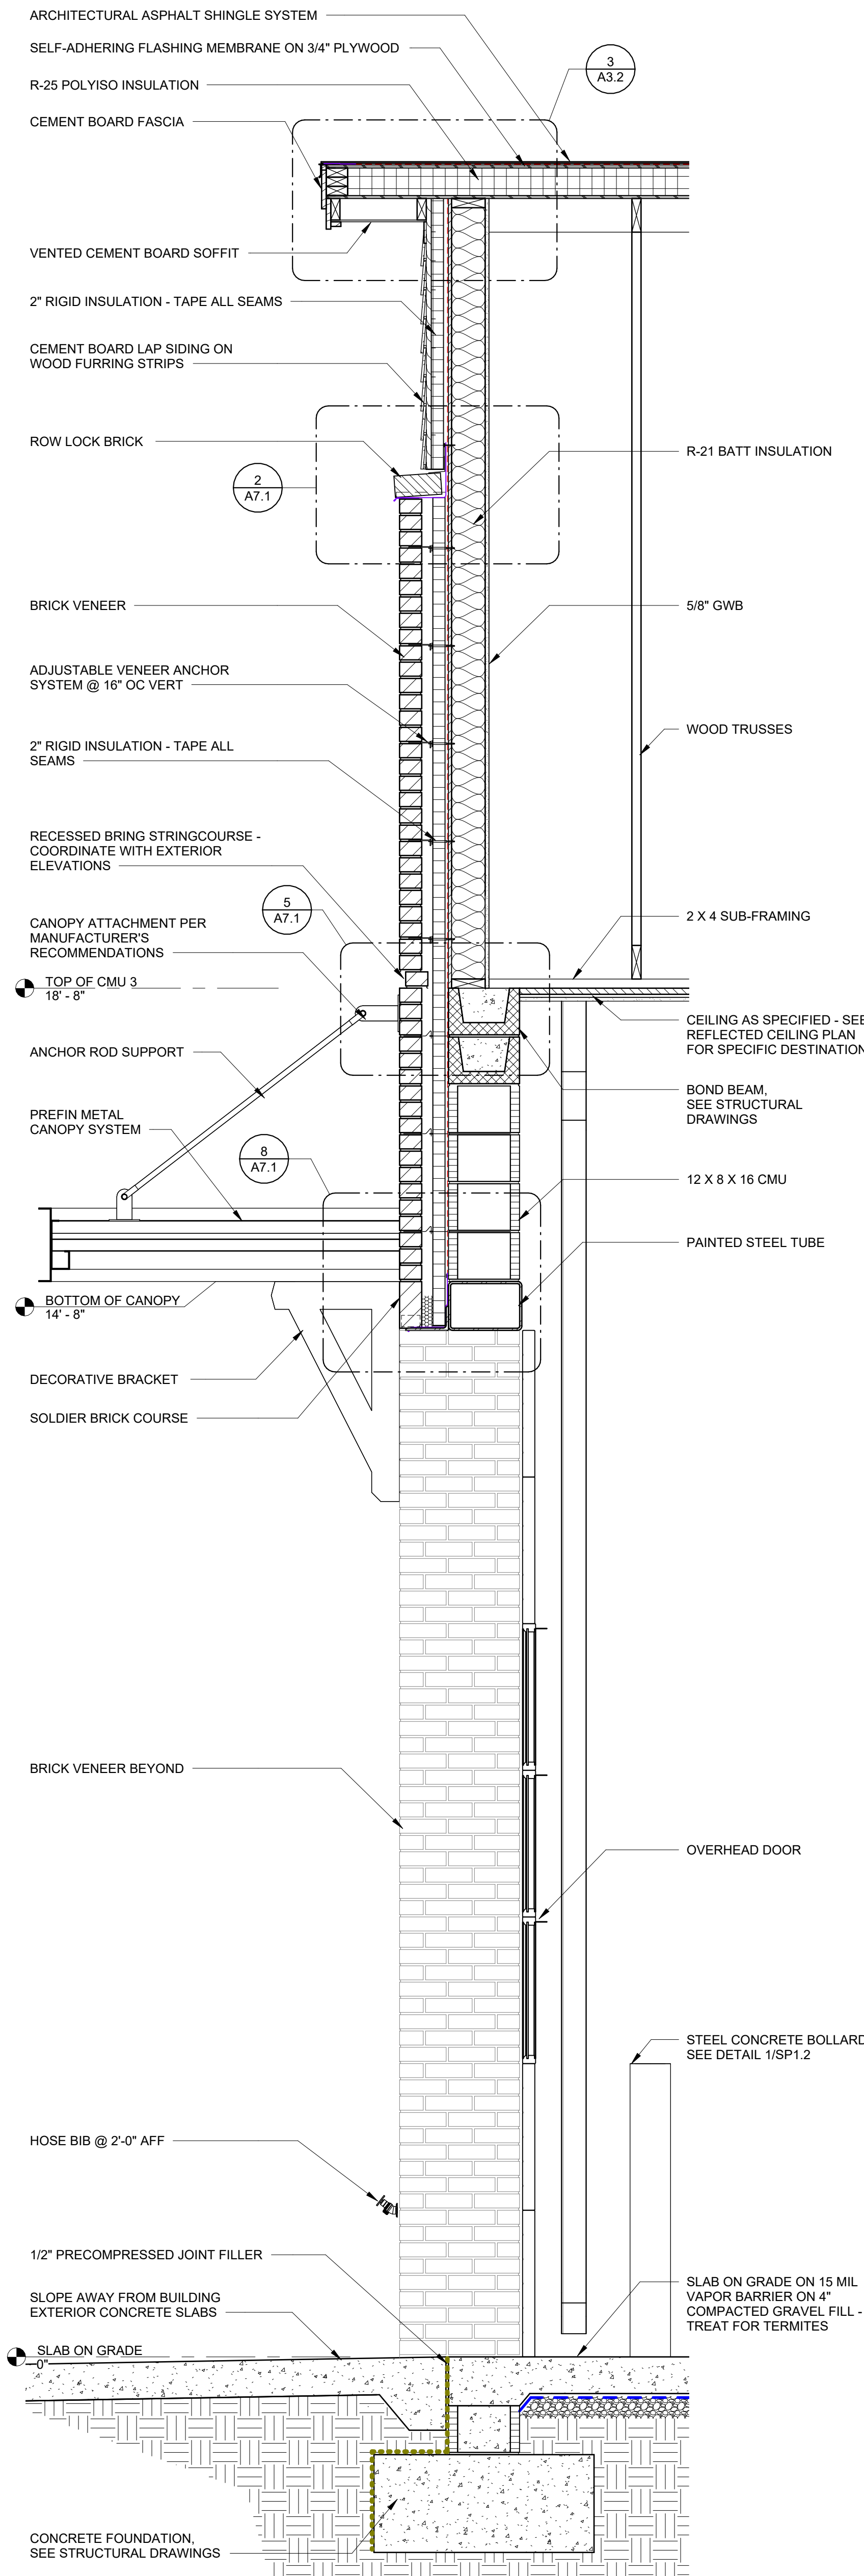 ARCHITECTURAL ASPHALT SHINGLE SYSTEM
SELF-ADHERING FLASHING MEMBRANE ON 3/4" PLYWOOD
3
A3.2
R-25 POLYISO INSULATION
CEMENT BOARD FASCIA
VENTED CEMENT BOARD SOFFIT
2" RIGID INSULATION - TAPE ALL SEAMS
CEMENT BOARD LAP SIDING ON
WOOD FURRING STRIPS
ROW LOCK BRICK
R-21 BATT INSULATION
2
A7.1
BRICK VENEER
5/8" GWB
ADJUSTABLE VENEER ANCHOR
SYSTEM @ 16" OC VERT
WOOD TRUSSES
2" RIGID INSULATION - TAPE ALL
SEAMS
RECESSED BRING STRINGCOURSE -
COORDINATE WITH EXTERIOR
ELEVATIONS
5
A7.1
2 X 4 SUB-FRAMING
CANOPY ATTACHMENT PER
MANUFACTURER'S
RECOMMENDATIONS
TOP OF CMU 3
18' - 8"
CEILING AS SPECIFIED - SEE
REFLECTED CEILING PLAN
FOR SPECIFIC DESTINATION
ANCHOR ROD SUPPORT
BOND BEAM,
SEE STRUCTURAL
DRAWINGS
PREFIN METAL
CANOPY SYSTEM
8
A7.1
12 X 8 X 16 CMU
PAINTED STEEL TUBE
BOTTOM OF CANOPY
14' - 8"
DECORATIVE BRACKET
SOLDIER BRICK COURSE
BRICK VENEER BEYOND
OVERHEAD DOOR
STEEL CONCRETE BOLLARD
SEE DETAIL 1/SP1.2
HOSE BIB @ 2'-0" AFF
1/2" PRECOMPRESSED JOINT FILLER
SLOPE AWAY FROM BUILDING
EXTERIOR CONCRETE SLABS
SLAB ON GRADE ON 15 MIL
VAPOR BARRIER ON 4"
COMPACTED GRAVEL FILL -
TREAT FOR TERMITES
SLAB ON GRADE
0"
CONCRETE FOUNDATION,
SEE STRUCTURAL DRAWINGS